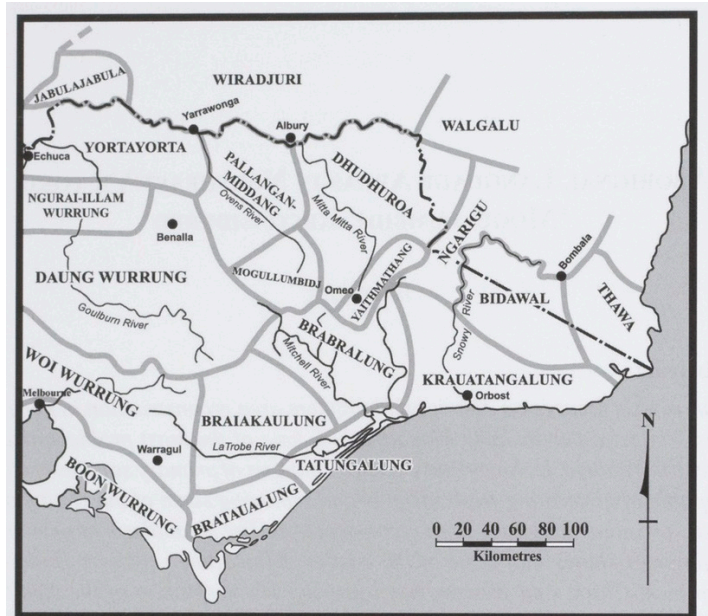 JABULAJABULA
WIRADJURI
Yarrawonga
Albury
WALGALU
YORTAYORTA
Echuca
PALLANGAN-
MIDDANG
DHUDHUROA
NGURAI-ILLAM
WURRUNG
Ovens River
Mitta Mitta River
Benalla
NGARIGU
Bombala
DAUNG WURRUNG
MOGULLUMBIDJ
Omeo
YAITHMATHANG
BIDAWAL
THAWA
Goulburn River
BRABRALUNG
Snowy River
Mitchell River
WOI WURRUNG
KRAUATANGALUNG
Melbourne
Orbost
BRAIAKAULUNG
Warragul
LaTrobe River
TATUNGALUNG
BOON WURRUNG
BRATAUALUNG
N
0 20 40 60 80 100
Kilometres